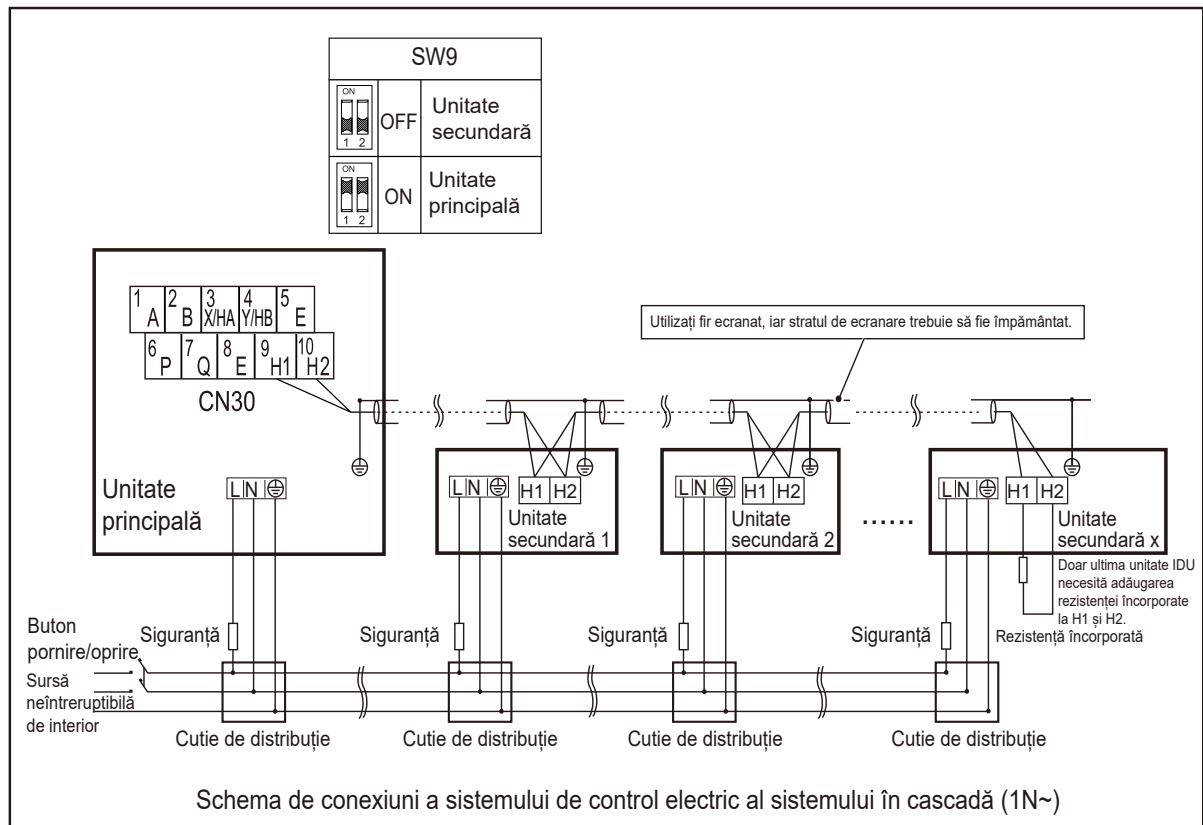 SW9
ON
1 2
OFF
Unitate
secundară
ON
1 2
ON
Unitate
principală
1 A 2 B 3 X/HA 4 Y/HB 5 E
6 P 7 Q 8 E 9 H1 10 H2
CN30
Utilizați fir ecranat, iar stratul de ecranare trebuie să fie împământat.
Unitate
principală
L N
L N
H1 H2
Unitate
secundară 1
L N
H1 H2
Unitate
secundară 2
......
L N
H1 H2
Unitate
secundară x
Doar ultima unitate IDU
necesită adăugarea
rezistenței încorporate
la H1 și H2.
Rezistență încorporată
Buton
pornire/oprire
Siguranță
Siguranță
Siguranță
Siguranță
Sursă
neîntreruptibilă
de interior
Cutie de distribuție
Cutie de distribuție
Cutie de distribuție
Cutie de distribuție
Schema de conexiuni a sistemului de control electric al sistemului în cascadă (1N~)